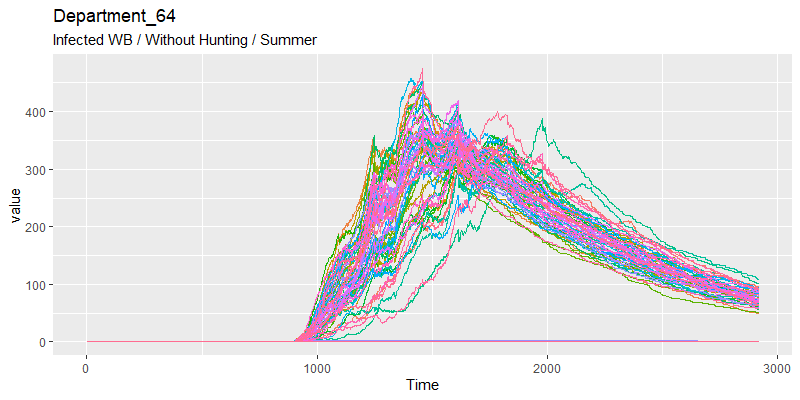 Department_64
Infected WB / Without Hunting / Summer
400
300
200
100
0
value
0 1000 2000 3000
Time